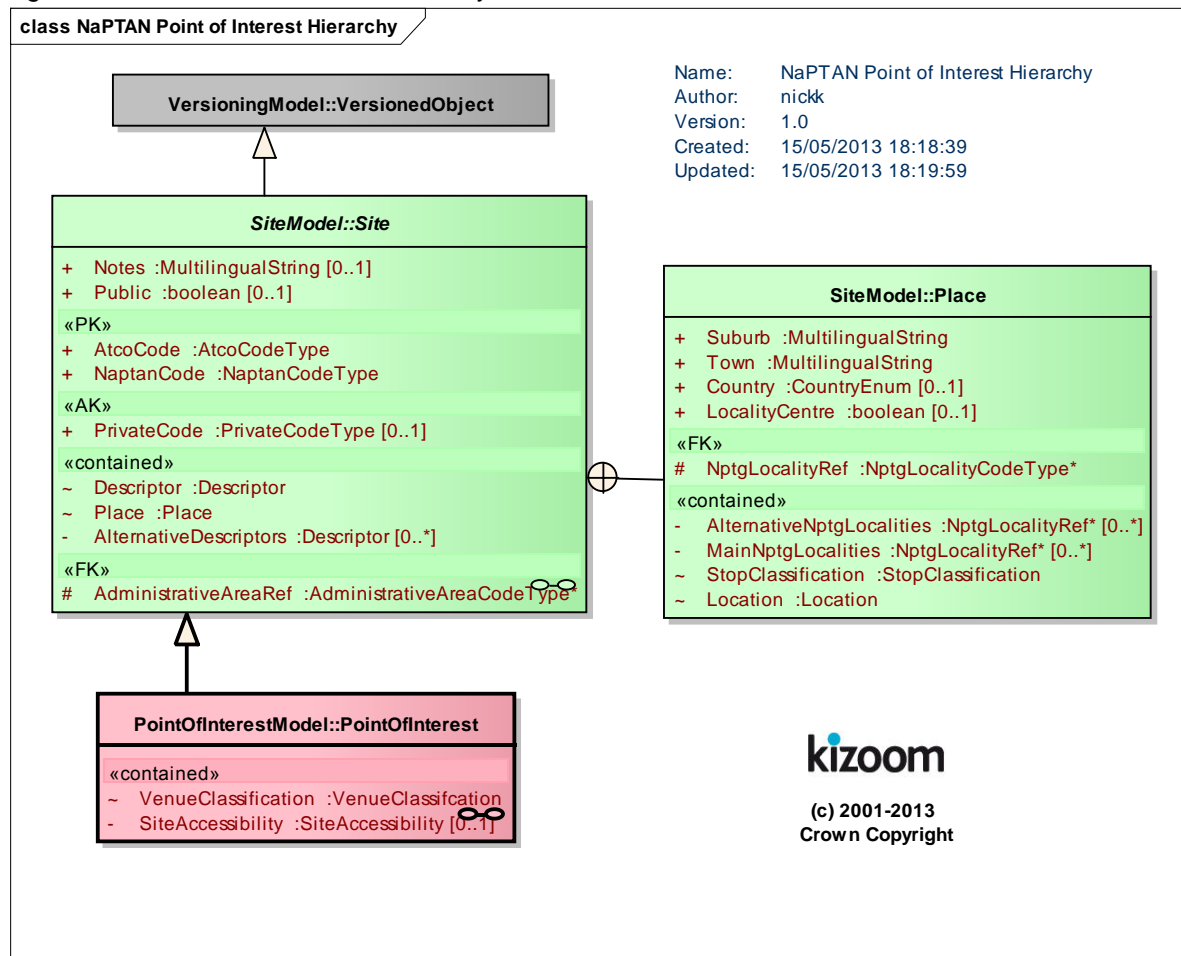 class NaPTAN Point of Interest Hierarchy
Name: NaPTAN Point of Interest Hierarchy
Author: nickk
Version: 1.0
Created: 15/05/2013 18:18:39
Updated: 15/05/2013 18:19:59
VersioningModel::VersionedObject
SiteModel::Site
+ Notes :MultilingualString [0..1]
+ Public :boolean [0..1]
«PK»
+ AtcoCode :AtcoCodeType
+ NaptanCode :NaptanCodeType
«AK»
+ PrivateCode :PrivateCodeType [0..1]
«contained»
~ Descriptor :Descriptor
~ Place :Place
- AlternativeDescriptors :Descriptor [0..*]
«FK»
# AdministrativeAreaRef :AdministrativeAreaCodeType*
SiteModel::Place
+ Suburb :MultilingualString
+ Town :MultilingualString
+ Country :CountryEnum [0..1]
+ LocalityCentre :boolean [0..1]
«FK»
# NptgLocalityRef :NptgLocalityCodeType*
«contained»
- AlternativeNptgLocalities :NptgLocalityRef* [0..*]
- MainNptgLocalities :NptgLocalityRef* [0..*]
~ StopClassification :StopClassification
~ Location :Location
PointOfInterestModel::PointOfInterest
«contained»
~ VenueClassification :VenueClassifcation
- SiteAccessibility :SiteAccessibility [0..1]
kizoom
(c) 2001-2013
Crown Copyright